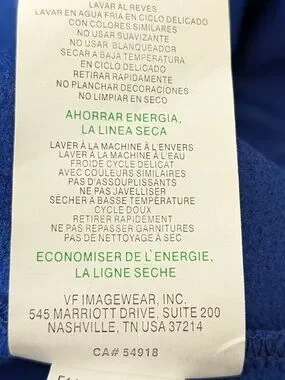 LAVAR AL REVES
LAVAR EN AGUA FRIA EN CICLO DELICADO
CON COLORES SIMILARES
NO USAR SUAVIZANTE
NO USAR BLANQUEADOR
SECAR A BAJA TEMPERATURA
EN CICLO DELICADO
RETIRAR RAPIDAMENTE
NO PLANCHAR DECORACIONES
NO LIMPIAR EN SECO
AHORRAR ENERGIA,
LA LINEA SECA
LAVER À LA MACHINE À L'ENVERS
LAVER À LA MACHINE À L'EAU
FROIDE CYCLE DELICAT
AVEC COULEURS SIMILAIRES
PAS D'ASSOUPLISSANTS
NE PAS JAVELLISER
SECHER A BASSE TEMPÉRATURE
CYCLE DOUX
RETIRER RAPIDEMENT
NE PAS REPASSER GARNITURES
PAS DE NETTOYAGE À SEC
ECONOMISER DE L'ENERGIE,
LA LIGNE SECHE
VF IMAGEWEAR, INC.
545 MARRIOTT DRIVE, SUITE 200
NASHVILLE, TN USA 37214
CA# 54918